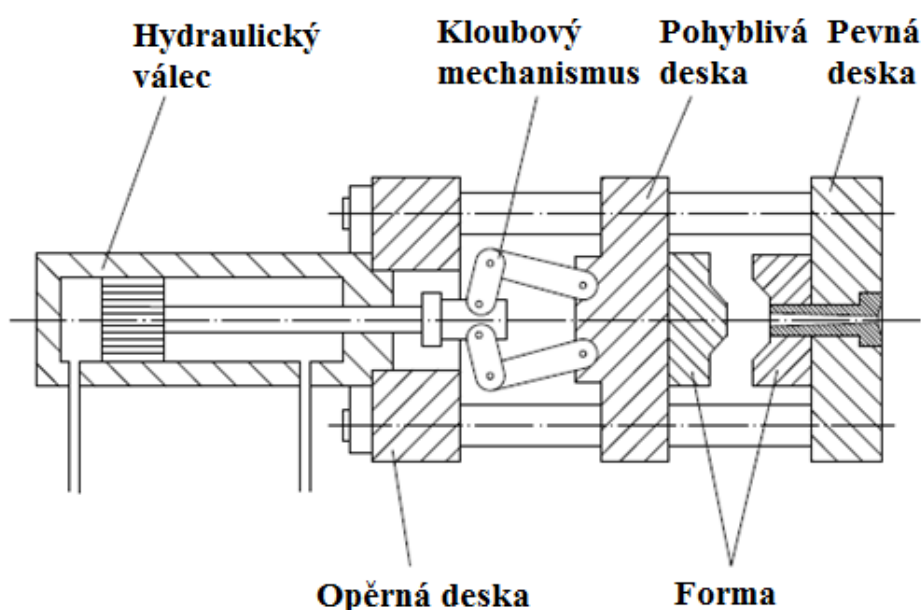 Hydraulický
válec
Kloubový
mechanismus
Pohyblivá
deska
Pevná
deska
Opěrná deska
Forma